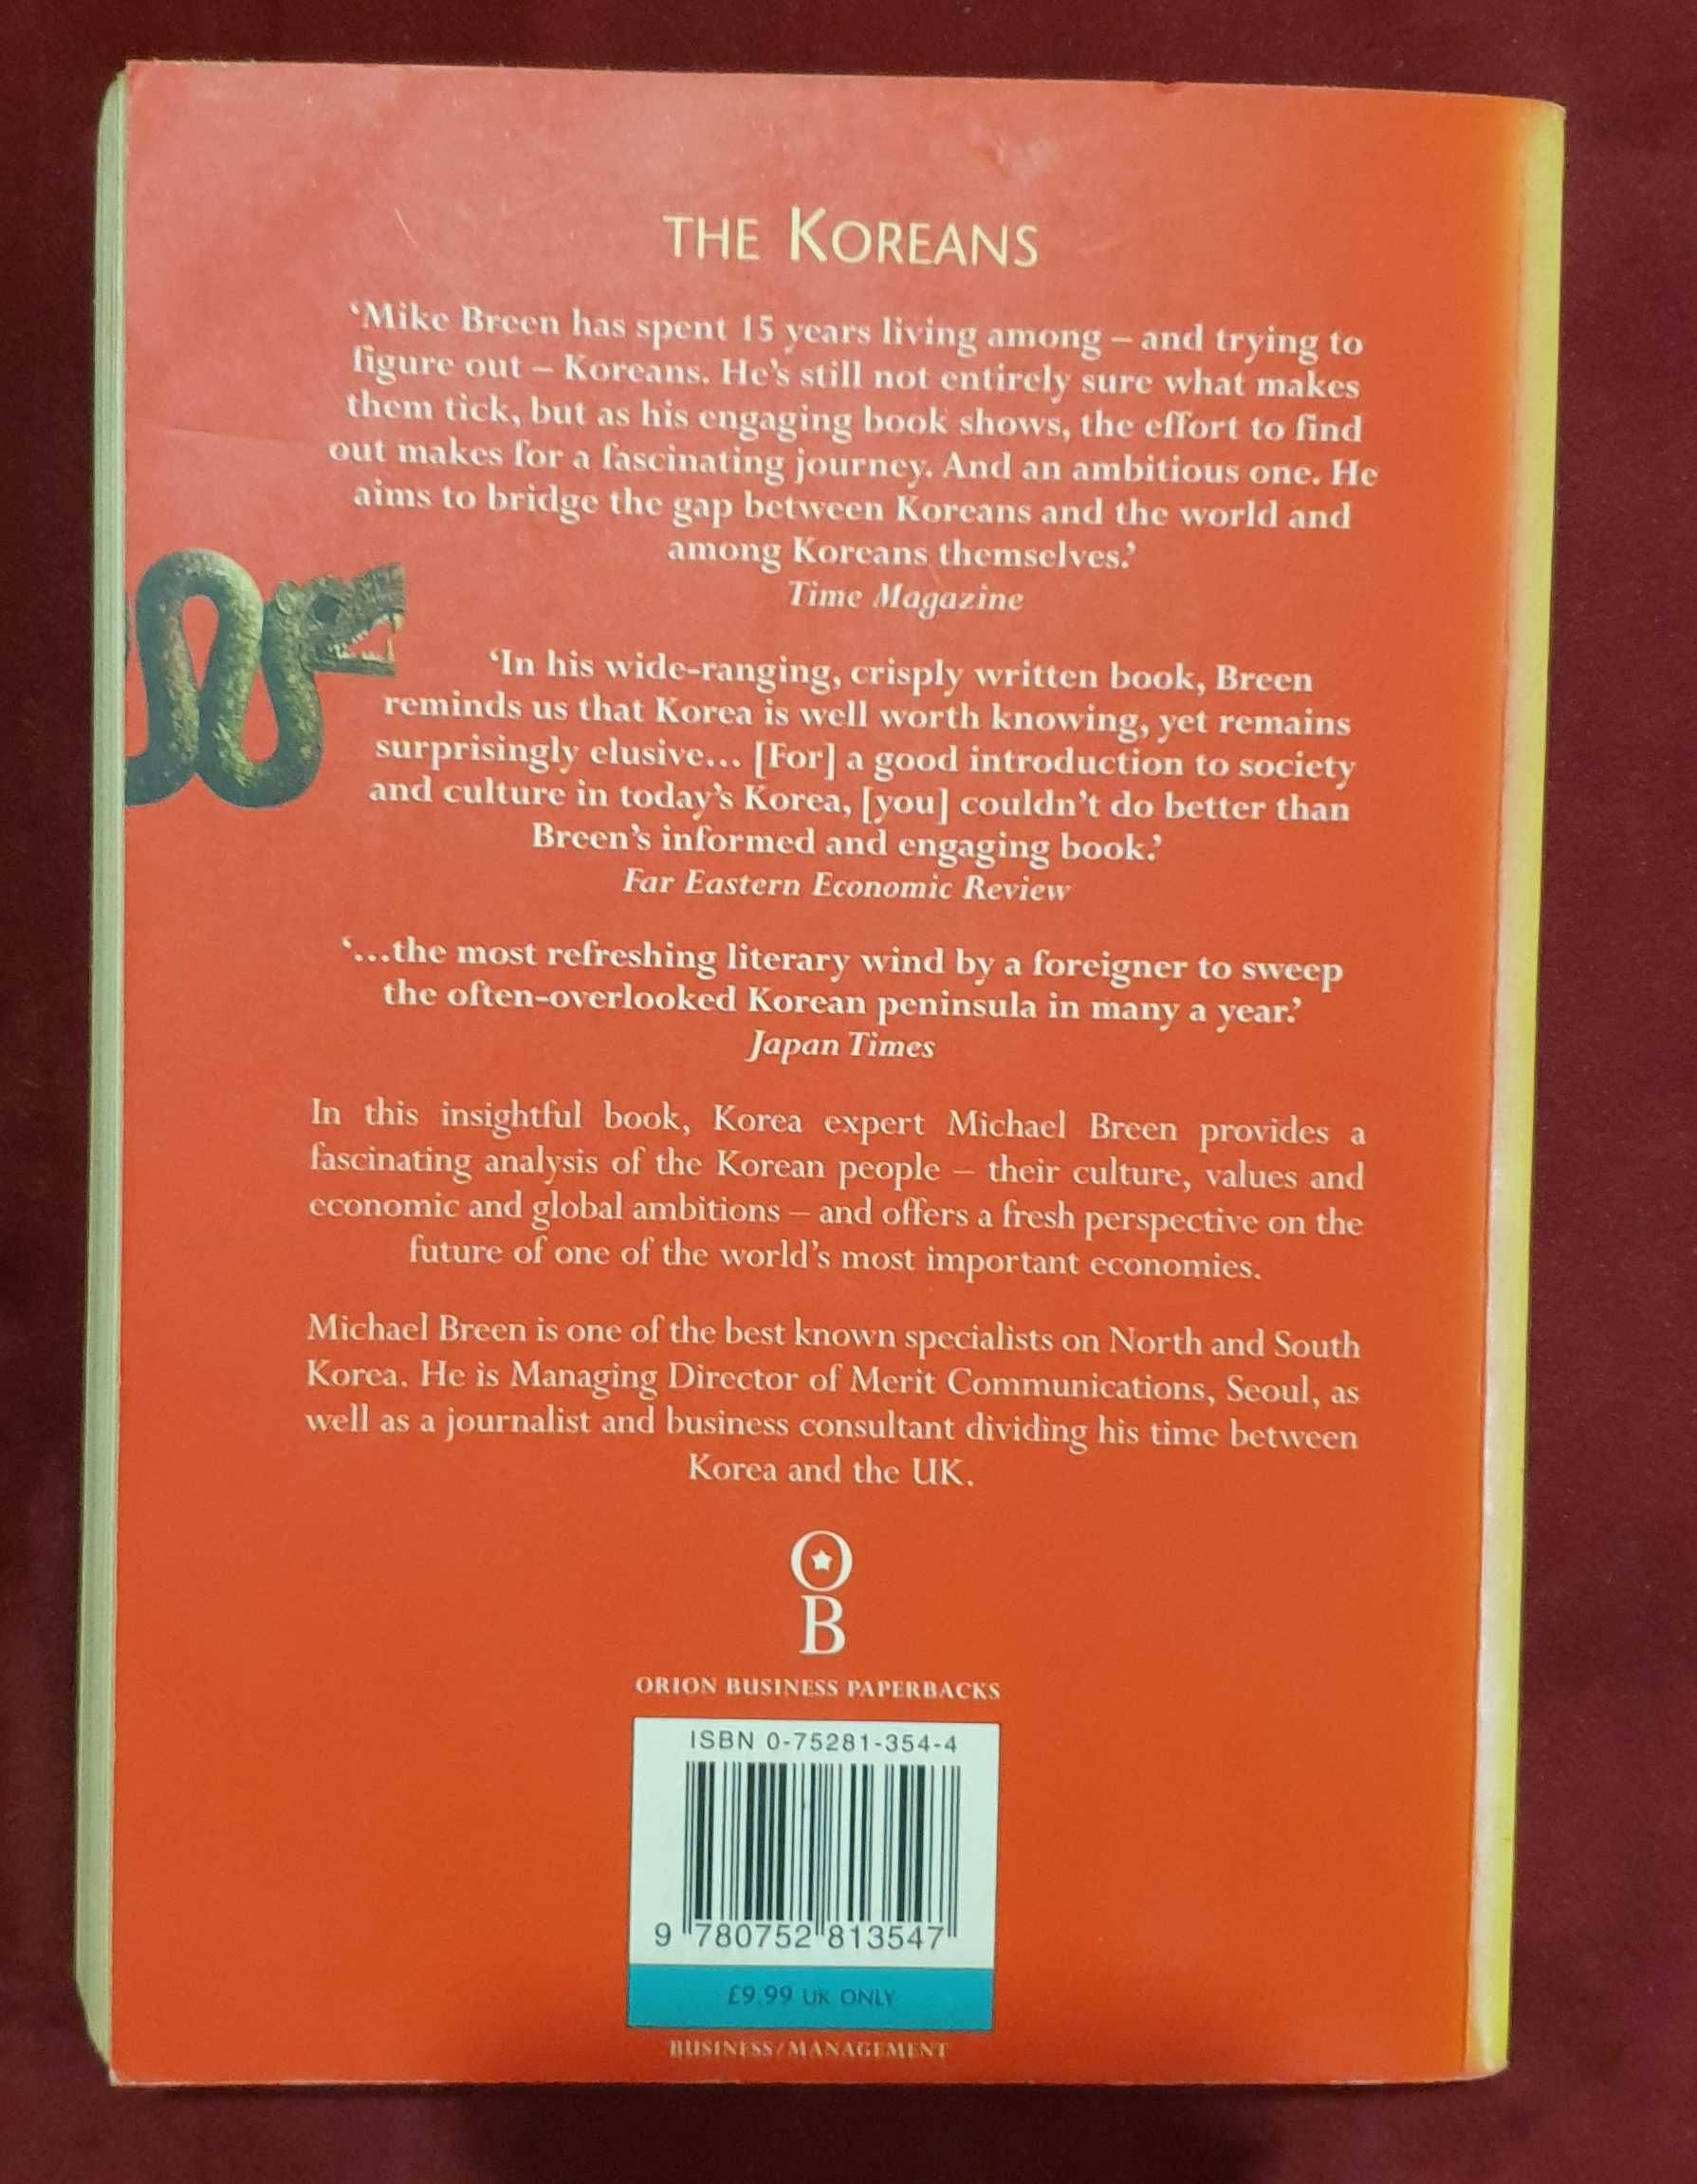 THE KOREANS
‘Mike Breen has spent 15 years living among – and trying to
figure out – Koreans. He’s still not entirely sure what makes
them tick, but as his engaging book shows, the effort to find
out makes for a fascinating journey. And an ambitious one. He
aims to bridge the gap between Koreans and the world and
among Koreans themselves.’
Time Magazine
‘In his wide-ranging, crisply written book, Breen
reminds us that Korea is well worth knowing, yet remains
surprisingly elusive... [For] a good introduction to society
and culture in today’s Korea, [you] couldn’t do better than
Breen’s informed and engaging book.’
Far Eastern Economic Review
‘...the most refreshing literary wind by a foreigner to sweep
the often-overlooked Korean peninsula in many a year.’
Japan Times
In this insightful book, Korea expert Michael Breen provides a
fascinating analysis of the Korean people – their culture, values and
economic and global ambitions – and offers a fresh perspective on the
future of one of the world’s most important economies.
Michael Breen is one of the best known specialists on North and South
Korea. He is Managing Director of Merit Communications, Seoul, as
well as a journalist and business consultant dividing his time between
Korea and the UK.
O
B
ORION BUSINESS PAPERBACKS
ISBN 0-75281-354-4
9 780752 813547
£9.99 UK ONLY
BUSINESS/MANAGEMENT